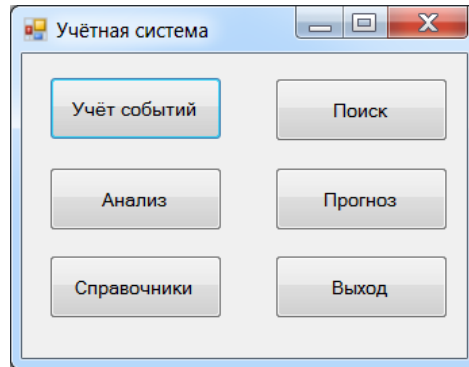 Учётная система
Учёт событий
Поиск
Анализ
Прогноз
Справочники
Выход